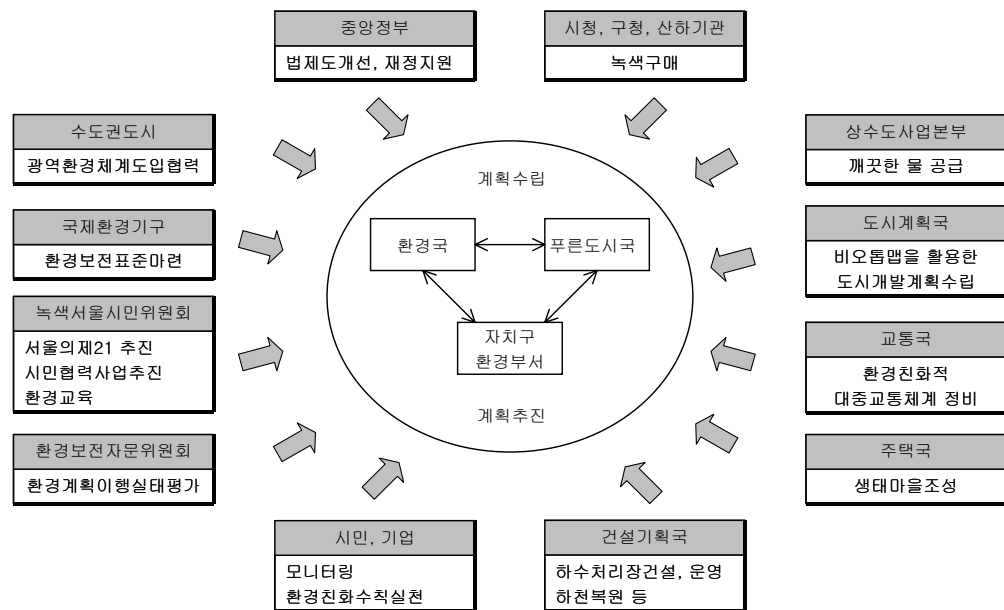 중앙정부
법제도개선, 재정지원
시청, 구청, 산하기관
녹색구매
수도권도시
광역환경체계도입협력
상수도사업본부
깨끗한 물 공급
국제환경기구
환경보전표준마련
도시계획국
비오톱맵을 활용한
도시개발계획수립
녹색서울시민위원회
서울의제21 추진
시민협력사업추진
환경교육
교통국
환경친화적
대중교통체계 정비
환경보전자문위원회
환경계획이행실태평가
주택국
생태마을조성
시민, 기업
모니터링
환경친화수칙실천
건설기획국
하수처리장건설, 운영
하천복원 등
계획수립
환경국
푸른도시국
자치구
환경부서
계획추진